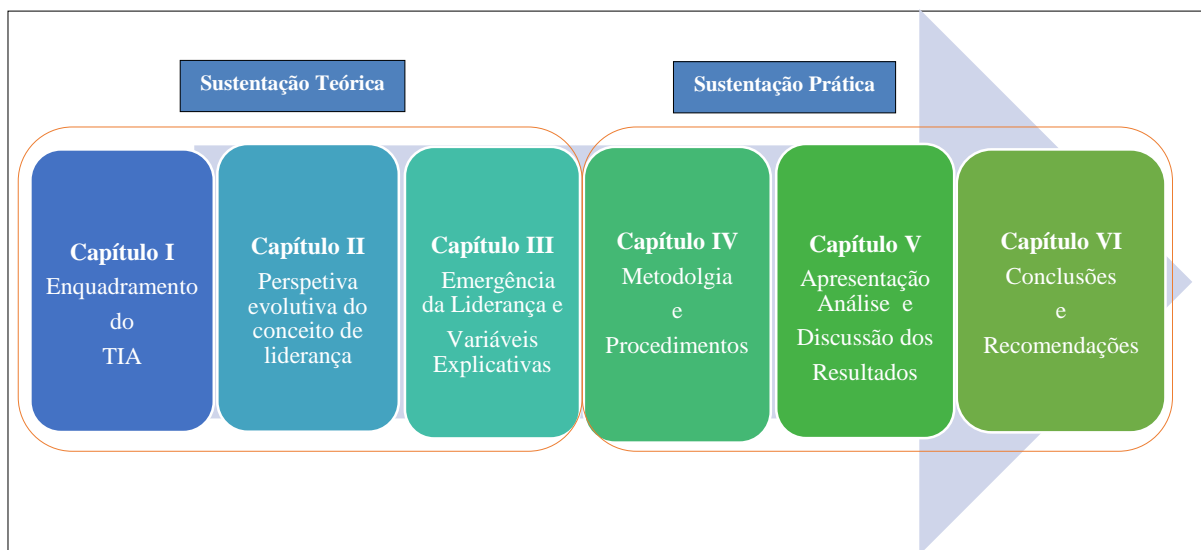 Sustentação Teórica
Sustentação Prática
Capítulo I
Enquadramento
do
TIA
Capítulo II
Perspetiva
evolutiva do
conceito de
liderança
Capítulo III
Emergência
da Liderança e
Variáveis
Explicativas
Capítulo IV
Metodolgia
e
Procedimentos
Capítulo V
Apresentação
Análise e
Discussão dos
Resultados
Capítulo VI
Conclusões
e
Recomendações